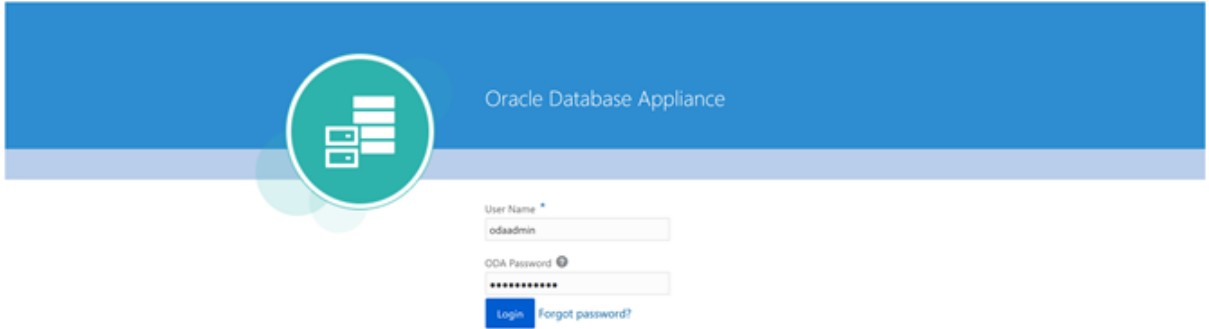 Oracle Database Appliance
User Name *
odaadmin
ODA Password ?
•••••••••••
Login Forgot password?